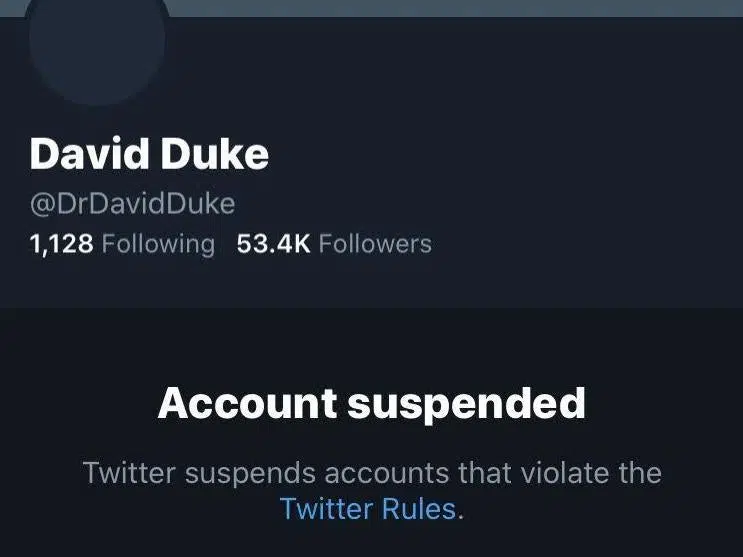 David Duke
@DrDavidDuke
1,128 Following 53.4K Followers
Account suspended
Twitter suspends accounts that violate the
Twitter Rules.